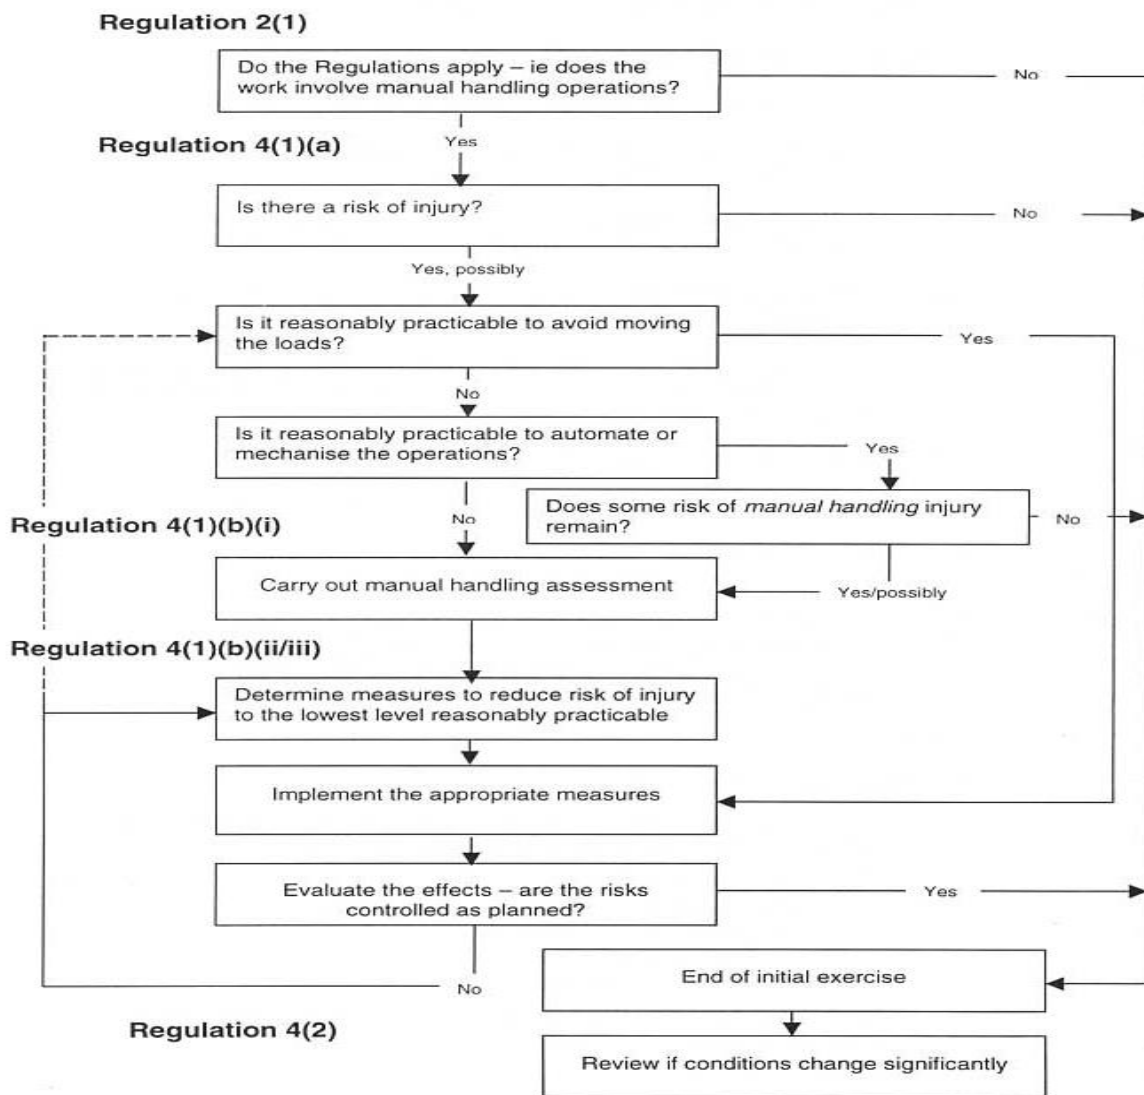 Regulation 2(1)
Do the Regulations apply – ie does the
work involve manual handling operations?
No
Yes
Regulation 4(1)(a)
Is there a risk of injury?
No
Yes, possibly
Is it reasonably practicable to avoid moving
the loads?
Yes
No
Is it reasonably practicable to automate or
mechanise the operations?
Yes
Does some risk of manual handling injury
remain?
No
Regulation 4(1)(b)(i)
No
Carry out manual handling assessment
Yes/possibly
Regulation 4(1)(b)(ii/iii)
Determine measures to reduce risk of injury
to the lowest level reasonably practicable
Implement the appropriate measures
Evaluate the effects – are the risks
controlled as planned?
Yes
No
End of initial exercise
Regulation 4(2)
Review if conditions change significantly